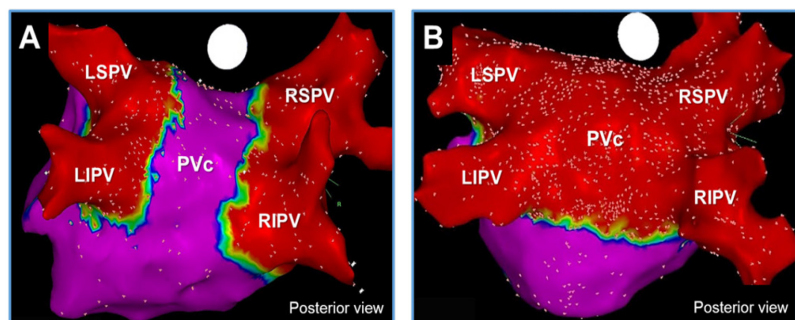 A
LSPV
RSPV
PVc
LIPV
RIPV
Posterior view
B
LSPV
RSPV
PVc
LIPV
RIPV
Posterior view